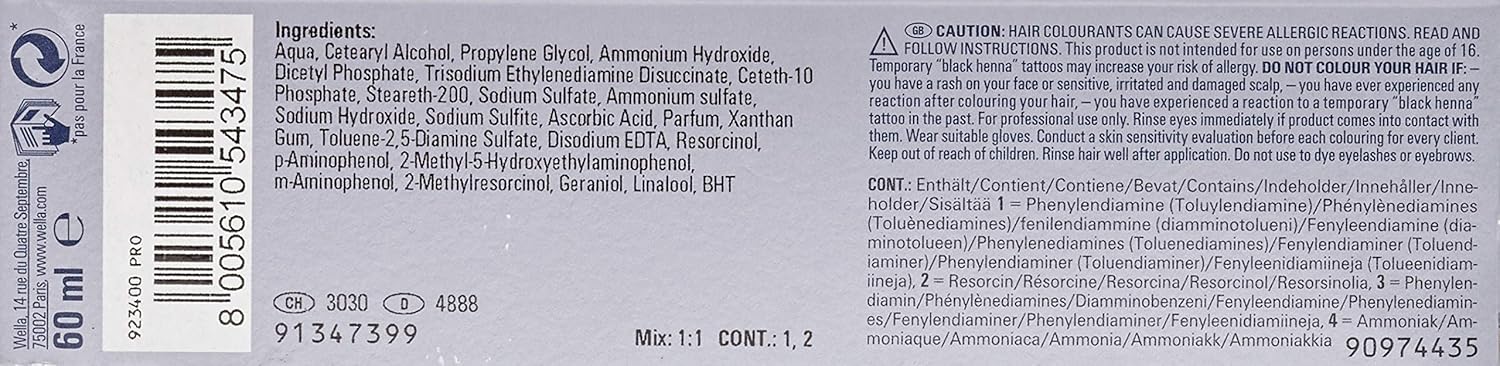 *pas pour la France
Wella, 14 rue du Quatre Septembre,
75002 Paris, www.wella.com
60 ml e
923400 PRO
8 005610 543475
Ingredients:
Aqua, Cetearyl Alcohol, Propylene Glycol, Ammonium Hydroxide,
Dicetyl Phosphate, Trisodium Ethylenediamine Disuccinate, Ceteth-10
Phosphate, Steareth-200, Sodium Sulfate, Ammonium sulfate,
Sodium Hydroxide, Sodium Sulfite, Ascorbic Acid, Parfum, Xanthan
Gum, Toluene-2,5-Diamine Sulfate, Disodium EDTA, Resorcinol,
p-Aminophenol, 2-Methyl-5-Hydroxyethylaminophenol,
m-Aminophenol, 2-Methylresorcinol, Geraniol, Linalool, BHT
CH 3030 D 4888
91347399
Mix: 1:1 CONT.: 1, 2
GB CAUTION: HAIR COLOURANTS CAN CAUSE SEVERE ALLERGIC REACTIONS. READ AND
FOLLOW INSTRUCTIONS. This product is not intended for use on persons under the age of 16.
Temporary "black henna" tattoos may increase your risk of allergy. DO NOT COLOUR YOUR HAIR IF: –
you have a rash on your face or sensitive, irritated and damaged scalp, – you have ever experienced any
reaction after colouring your hair, – you have experienced a reaction to a temporary "black henna"
tattoo in the past. For professional use only. Rinse eyes immediately if product comes into contact with
them. Wear suitable gloves. Conduct a skin sensitivity evaluation before each colouring for every client.
Keep out of reach of children. Rinse hair well after application. Do not use to dye eyelashes or eyebrows.
CONT.: Enthält/Contient/Contiene/Bevat/Contains/Indeholder/Innehåller/Inne-
holder/Sisältää 1 = Phenylendiamine (Toluylendiamine)/Phénylènediamines
(Toluènediamines)/fenilendiammine (diamminotolueni)/Fenyleendiamine (dia-
minotolueen)/Phenylenediamines (Toluenediamines)/Fenylendiaminer (Toluend-
iaminer)/Phenylendiaminer (Toluendiaminer)/Fenyleenidiamiineja (Tolueenidiam-
iineja), 2 = Resorcin/Résorcine/Resorcina/Resorcinol/Resorsinolia, 3 = Phenylen-
diamin/Phénylènediamines/Diamminobenzeni/Fenyleendiamine/Phenylenediamin-
es/Fenylendiaminer/Phenylendiaminer/Fenyleenidiamiineja, 4 = Ammoniak/Am-
moniaque/Ammoniaca/Ammonia/Ammoniakk/Ammoniakkia
90974435